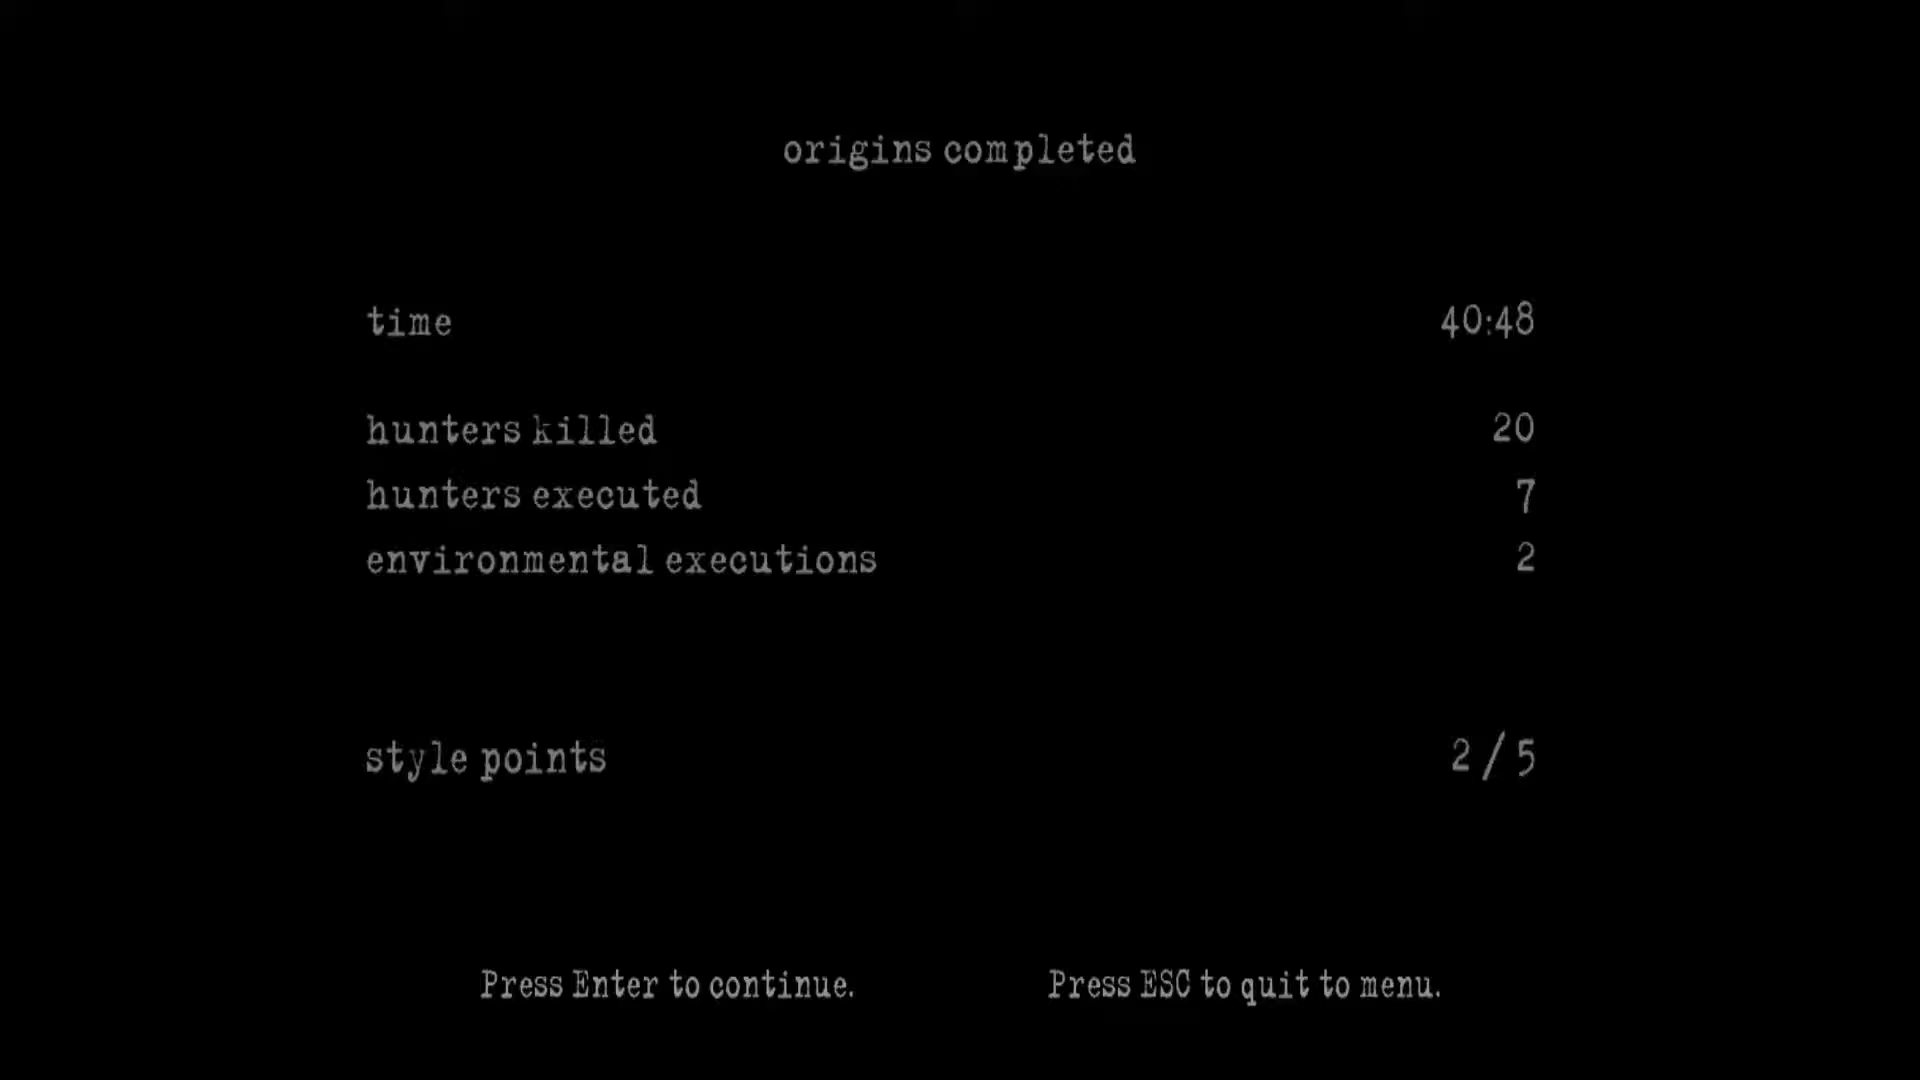 origins completed
time 40:48
hunters killed 20
hunters executed 7
environmental executions 2
style points 2 / 5
Press Enter to continue. Press ESC to quit to menu.